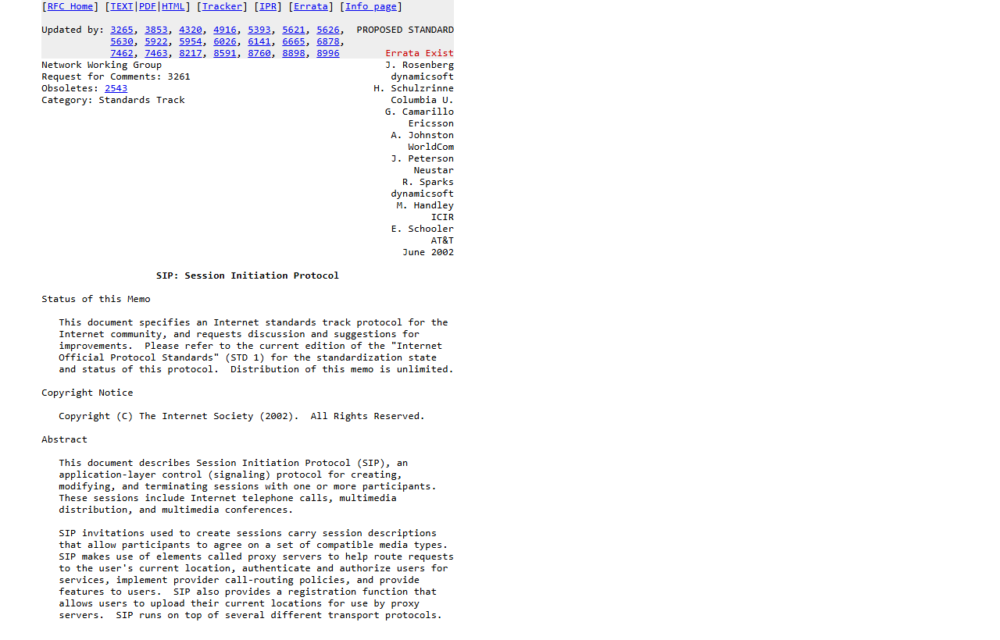 [RFC Home] [TEXT|PDF|HTML] [Tracker] [IPR] [Errata] [Info page]
Updated by: 3265, 3853, 4320, 4916, 5393, 5621, 5626, PROPOSED STANDARD
5630, 5922, 5954, 6026, 6141, 6665, 6878,
7462, 7463, 8217, 8591, 8760, 8898, 8996 Errata Exist
Network Working Group J. Rosenberg
Request for Comments: 3261 dynamicsoft
Obsoletes: 2543 H. Schulzrinne
Category: Standards Track Columbia U.
G. Camarillo
Ericsson
A. Johnston
WorldCom
J. Peterson
Neustar
R. Sparks
dynamicsoft
M. Handley
ICIR
E. Schooler
AT&T
June 2002
SIP: Session Initiation Protocol
Status of this Memo
This document specifies an Internet standards track protocol for the
Internet community, and requests discussion and suggestions for
improvements. Please refer to the current edition of the "Internet
Official Protocol Standards" (STD 1) for the standardization state
and status of this protocol. Distribution of this memo is unlimited.
Copyright Notice
Copyright (C) The Internet Society (2002). All Rights Reserved.
Abstract
This document describes Session Initiation Protocol (SIP), an
application-layer control (signaling) protocol for creating,
modifying, and terminating sessions with one or more participants.
These sessions include Internet telephone calls, multimedia
distribution, and multimedia conferences.
SIP invitations used to create sessions carry session descriptions
that allow participants to agree on a set of compatible media types.
SIP makes use of elements called proxy servers to help route requests
to the user's current location, authenticate and authorize users for
services, implement provider call-routing policies, and provide
features to users. SIP also provides a registration function that
allows users to upload their current locations for use by proxy
servers. SIP runs on top of several different transport protocols.